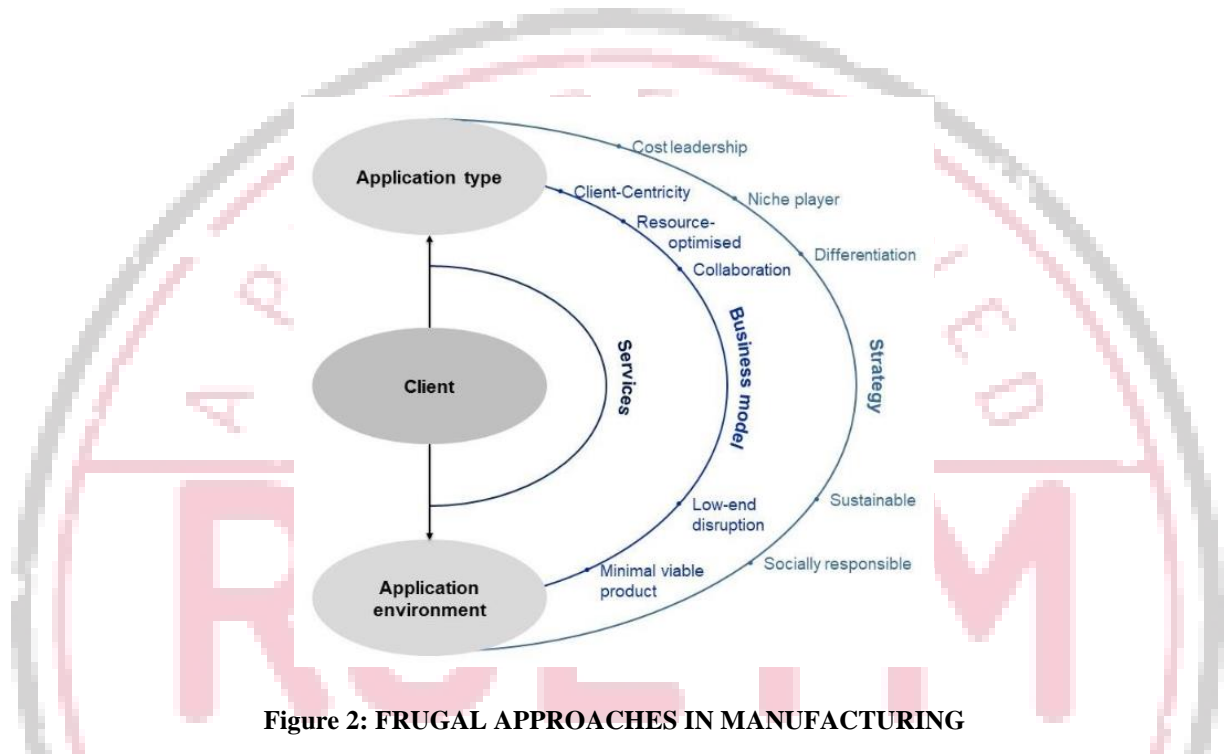 Cost leadership
Application type
Client-Centricity
Niche player
Resource-
optimised
Differentiation
Collaboration
Services
Business model
Strategy
Client
Low-end
disruption
Sustainable
Minimal viable
product
Socially responsible
Application
environment
Figure 2: FRUGAL APPROACHES IN MANUFACTURING